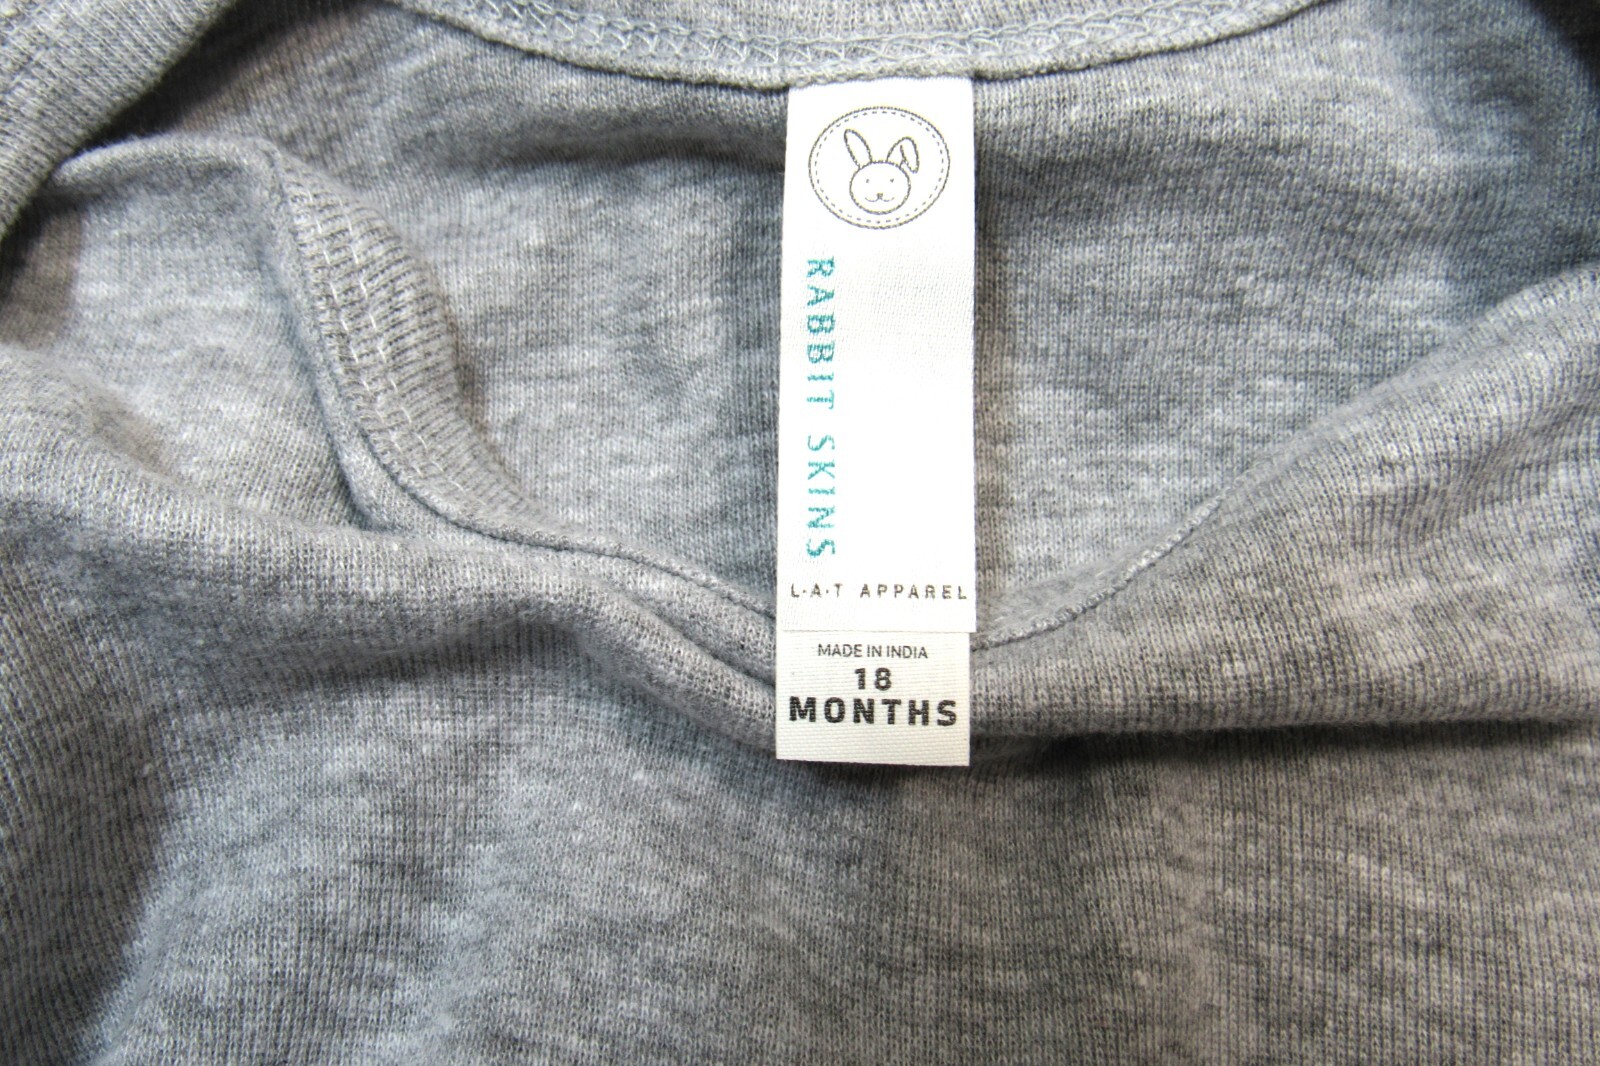 RABBIT SKINS
L·A·T APPAREL
MADE IN INDIA
18
MONTHS